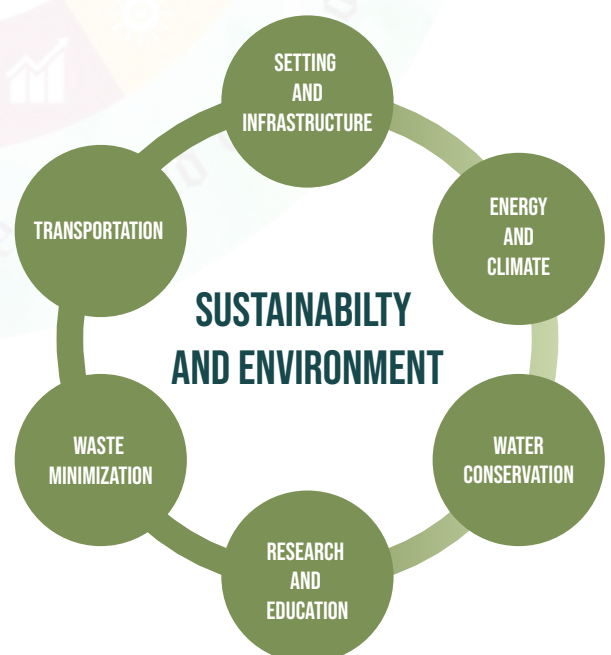 SETTING
AND
INFRASTRUCTURE
ENERGY
AND
CLIMATE
TRANSPORTATION
SUSTAINABILTY
AND ENVIRONMENT
WASTE
MINIMIZATION
WATER
CONSERVATION
RESEARCH
AND
EDUCATION